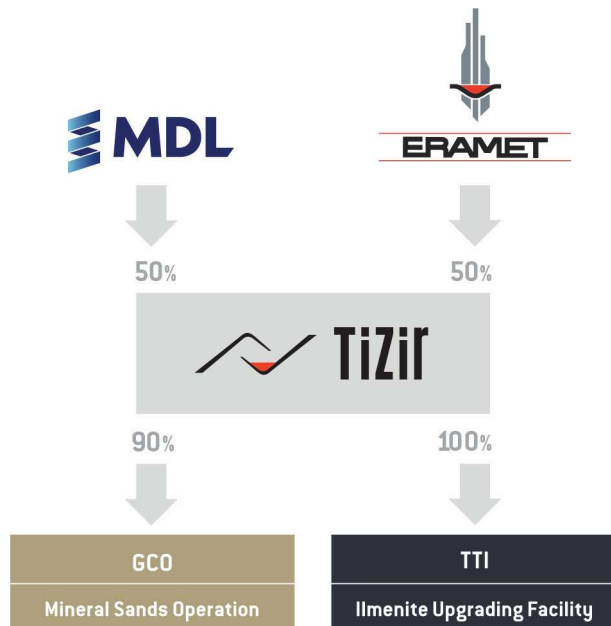 MDL
ERAMET
50%
50%
TiZir
90%
100%
GCO
Mineral Sands Operation
TTI
Ilmenite Upgrading Facility